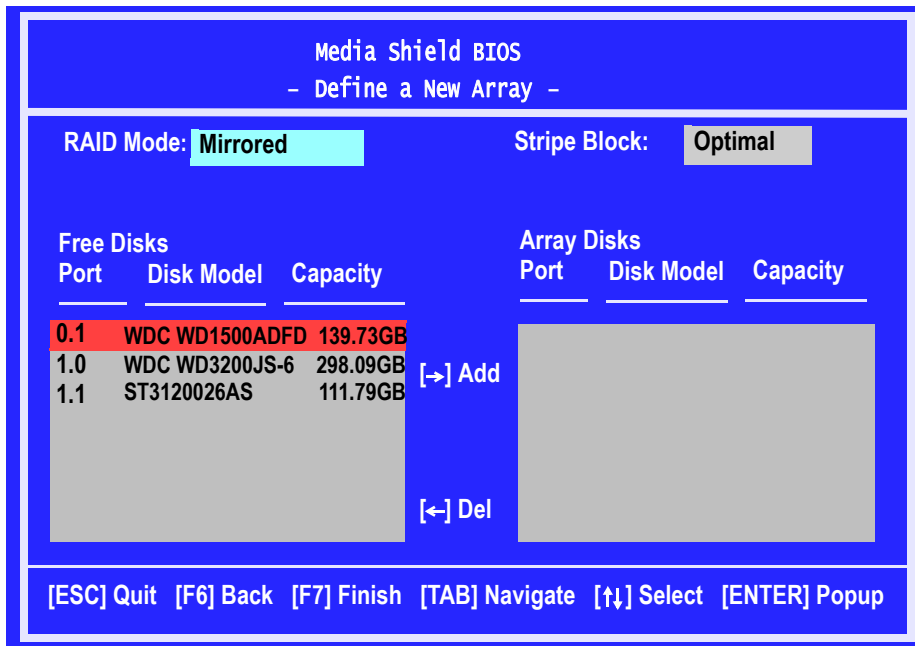 Media Shield BIOS
– Define a New Array –
RAID Mode: Mirrored Stripe Block: Optimal
Free Disks
Port Disk Model Capacity
0.1 WDC WD1500ADFD 139.73GB
1.0 WDC WD3200JS-6 298.09GB
1.1 ST3120026AS 111.79GB
[→] Add
[←] Del
Array Disks
Port Disk Model Capacity
[ESC] Quit [F6] Back [F7] Finish [TAB] Navigate [↑↓] Select [ENTER] Popup